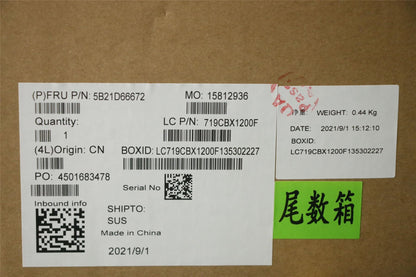 (P)FRU P/N: 5B21D66672
MO: 15812936
Quantity:
1
LC P/N: 719CBX1200F
(4L)Origin: CN
BOXID: LC719CBX1200F135302227
PO: 4501683478
Serial No
Inbound info
SHIPTO:
SUS
Made in China
2021/9/1
WEIGHT: 0.44 Kg
DATE: 2021/9/1 15:12:10
BOXID:
LC719CBX1200F135302227
尾数箱